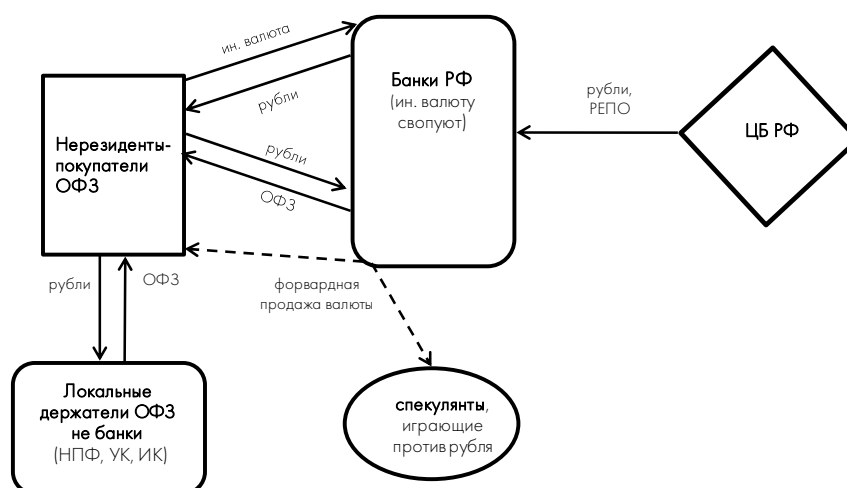 ин. валюта
рубли
Банки РФ
(ин. валюту
свопуют)
рубли,
РЕПО
ЦБ РФ
Нерезиденты-
покупатели
ОФЗ
рубли
ОФЗ
рубли
ОФЗ
форвардная
продажа валюты
Локальные
держатели ОФЗ
не банки
(НПФ, УК, ИК)
спекулянты,
играющие
против рубля